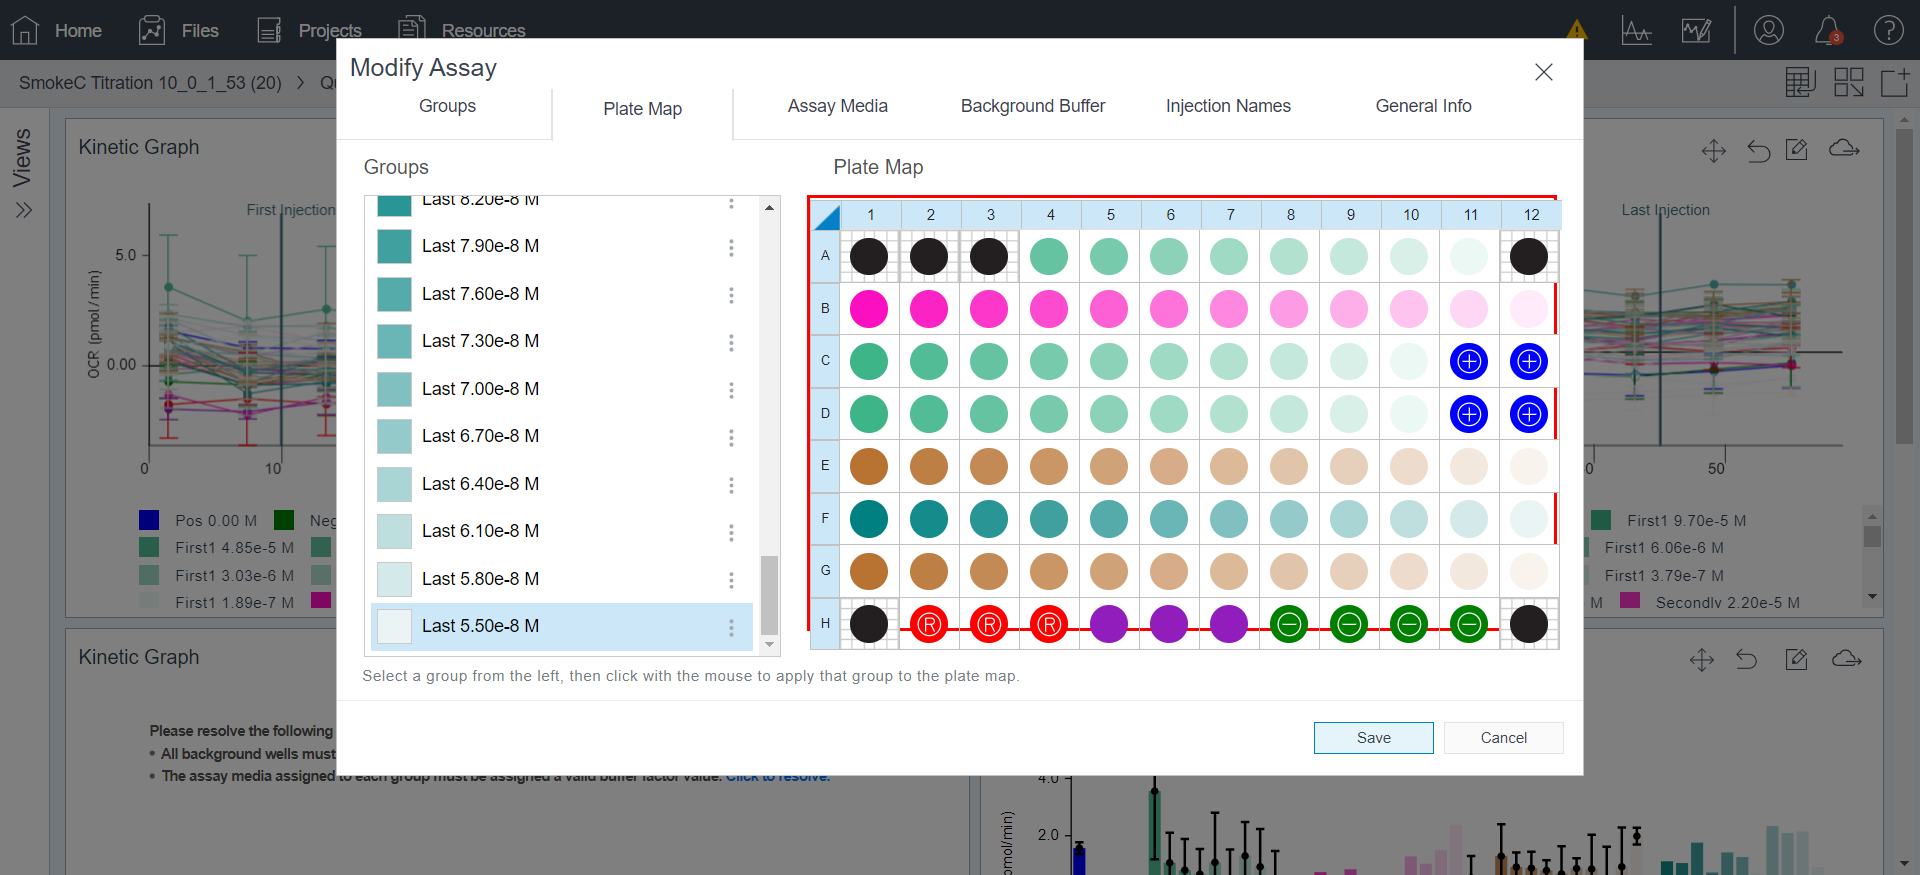 Home Files Projects Resources
3
SmokeC Titration 10_0_1_53 (20)
Views
Kinetic Graph
First Injection
5.0
0.00
OCR (pmol/min)
0 10
Pos 0.00 M
First1 4.85e-5 M
First1 3.03e-6 M
First1 1.89e-7 M
Modify Assay
Groups Plate Map Assay Media Background Buffer Injection Names General Info
Groups
Last 8.20e-8 M
Last 7.90e-8 M
Last 7.60e-8 M
Last 7.30e-8 M
Last 7.00e-8 M
Last 6.70e-8 M
Last 6.40e-8 M
Last 6.10e-8 M
Last 5.80e-8 M
Last 5.50e-8 M
Plate Map
1 2 3 4 5 6 7 8 9 10 11 12
A
B
C
D
E
F
G
H R R R
Select a group from the left, then click with the mouse to apply that group to the plate map.
Save Cancel
Last Injection
50
First1 9.70e-5 M
First1 6.06e-6 M
First1 3.79e-7 M
M Secondly 2.20e-5 M
Kinetic Graph
Please resolve the following
• All background wells must
• The assay media assigned to each group must be assigned a valid buffer factor value. Click to resolve.
4.0
2.0